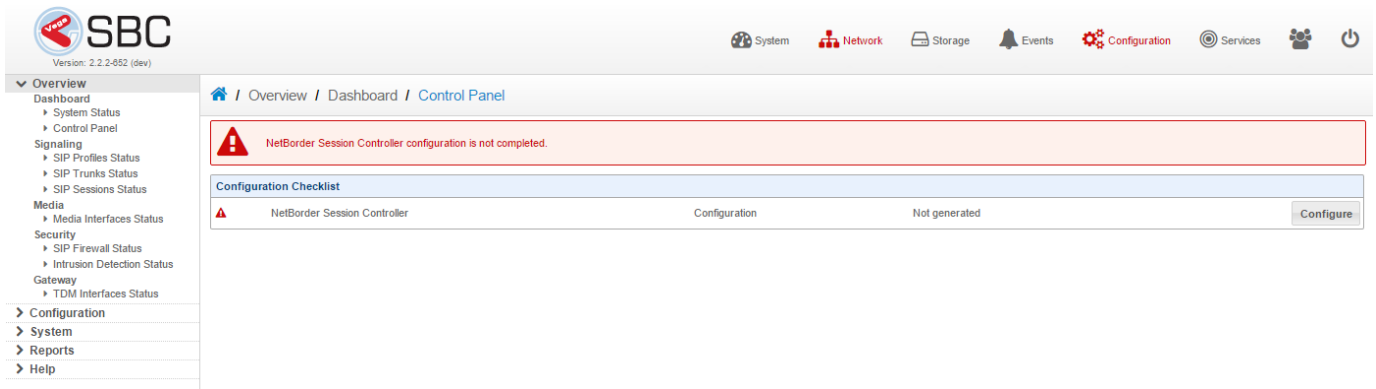 Vega SBC
Version: 2.2.2-652 (dev)
System Network Storage Events Configuration Services
Overview
Dashboard
System Status
Control Panel
Signaling
SIP Profiles Status
SIP Trunks Status
SIP Sessions Status
Media
Media Interfaces Status
Security
SIP Firewall Status
Intrusion Detection Status
Gateway
TDM Interfaces Status
Configuration
System
Reports
Help
/ Overview / Dashboard / Control Panel
NetBorder Session Controller configuration is not completed.
Configuration Checklist
NetBorder Session Controller Configuration Not generated Configure